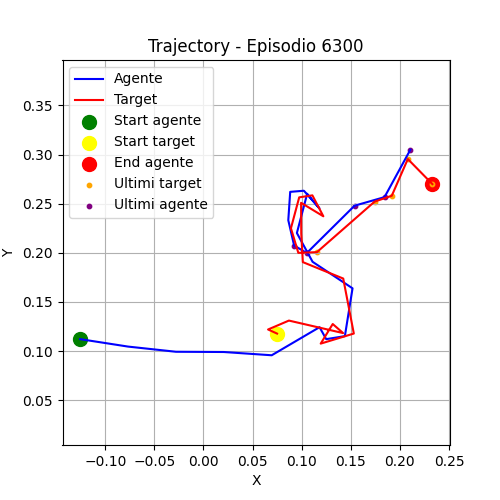 Trajectory - Episodio 6300
Agente
Target
Start agente
Start target
End agente
Ultimi target
Ultimi agente
Y
0.35
0.30
0.25
0.20
0.15
0.10
0.05
−0.10 −0.05 0.00 0.05 0.10 0.15 0.20 0.25
X